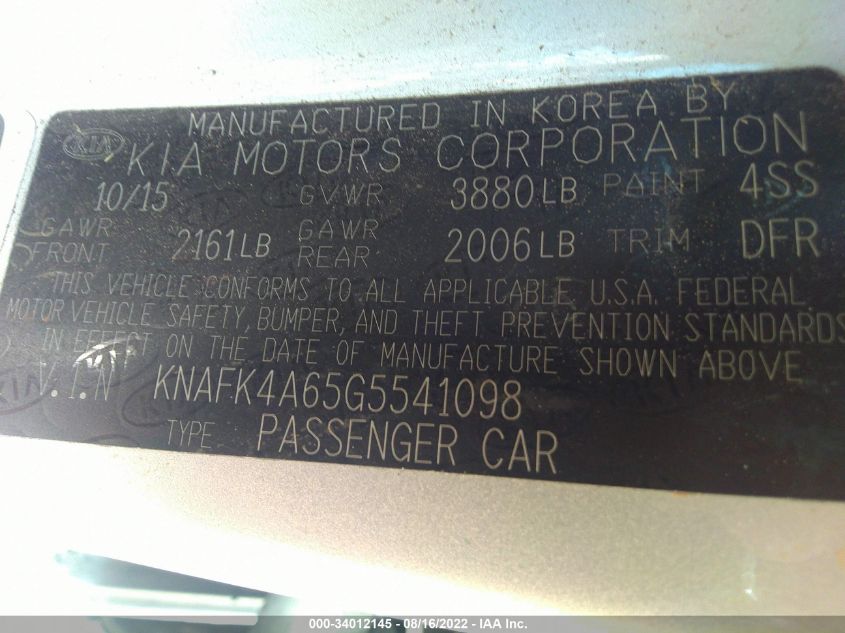 MANUFACTURED IN KOREA BY
KIA KIA MOTORS CORPORATION
10/15 GVWR 3880LB PAINT 4SS
GAWR FRONT 2161LB GAWR REAR 2006LB TRIM DFR
THIS VEHICLE CONFORMS TO ALL APPLICABLE U.S.A. FEDERAL
MOTOR VEHICLE SAFETY, BUMPER, AND THEFT PREVENTION STANDARDS
IN EFFECT ON THE DATE OF MANUFACTURE SHOWN ABOVE
V.I.N KNAFK4A65G5541098
TYPE PASSENGER CAR
000-34012145 - 08/16/2022 - IAA Inc.